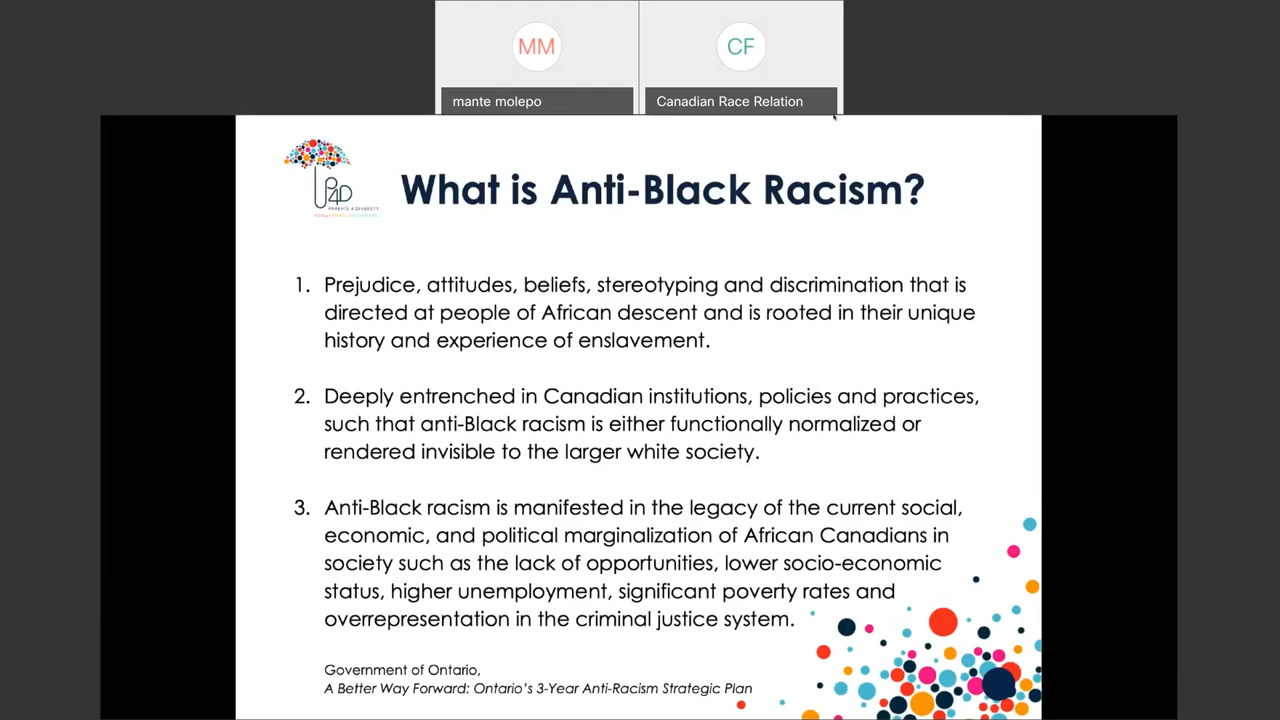 MM
CF
mante molepo
Canadian Race Relation
P4D
PARENTS 4 DIVERSITY
What is Anti-Black Racism?
1. Prejudice, attitudes, beliefs, stereotyping and discrimination that is
directed at people of African descent and is rooted in their unique
history and experience of enslavement.
2. Deeply entrenched in Canadian institutions, policies and practices,
such that anti-Black racism is either functionally normalized or
rendered invisible to the larger white society.
3. Anti-Black racism is manifested in the legacy of the current social,
economic, and political marginalization of African Canadians in
society such as the lack of opportunities, lower socio-economic
status, higher unemployment, significant poverty rates and
overrepresentation in the criminal justice system.
Government of Ontario,
A Better Way Forward: Ontario's 3-Year Anti-Racism Strategic Plan